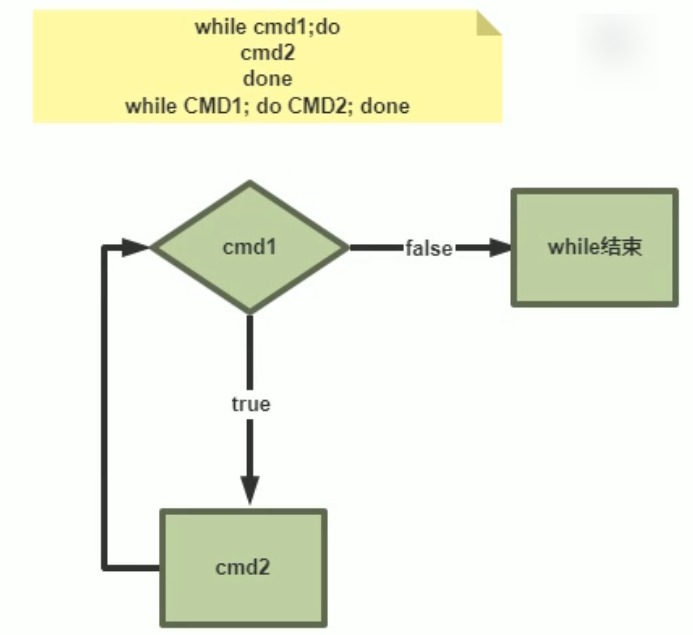 while cmd1;do
cmd2
done
while CMD1; do CMD2; done
cmd1
false
while结束
true
cmd2